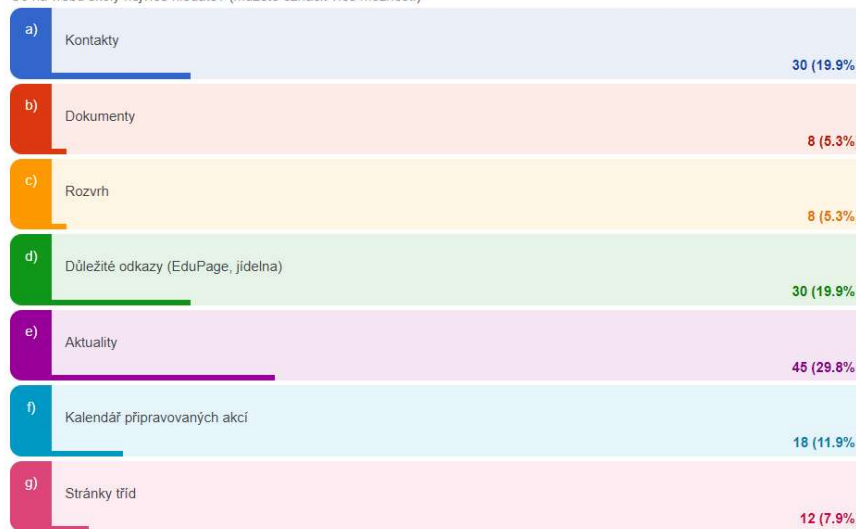 a)
Kontakty
30 (19.9%
b)
Dokumenty
8 (5.3%
c)
Rozvrh
8 (5.3%
d)
Důležité odkazy (EduPage, jídelna)
30 (19.9%
e)
Aktuality
45 (29.8%
f)
Kalendář připravovaných akcí
18 (11.9%
g)
Stránky tříd
12 (7.9%